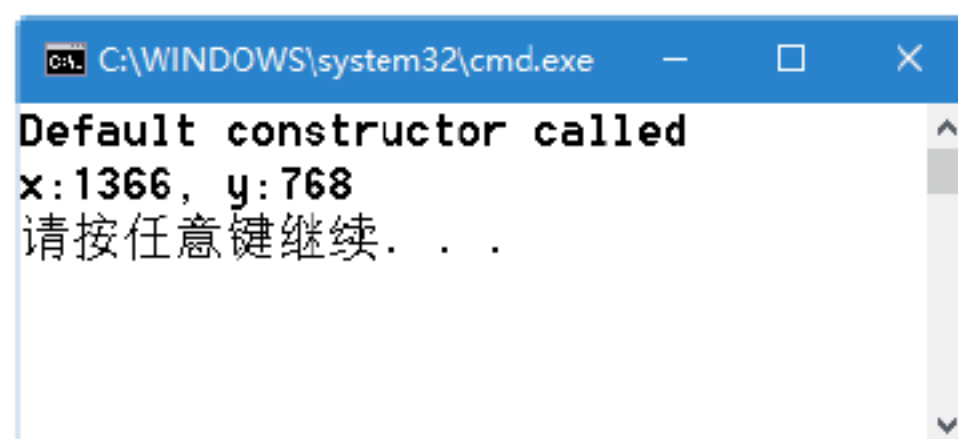 C:\WINDOWS\system32\cmd.exe
Default constructor called
x:1366, y:768
请按任意键继续. . .